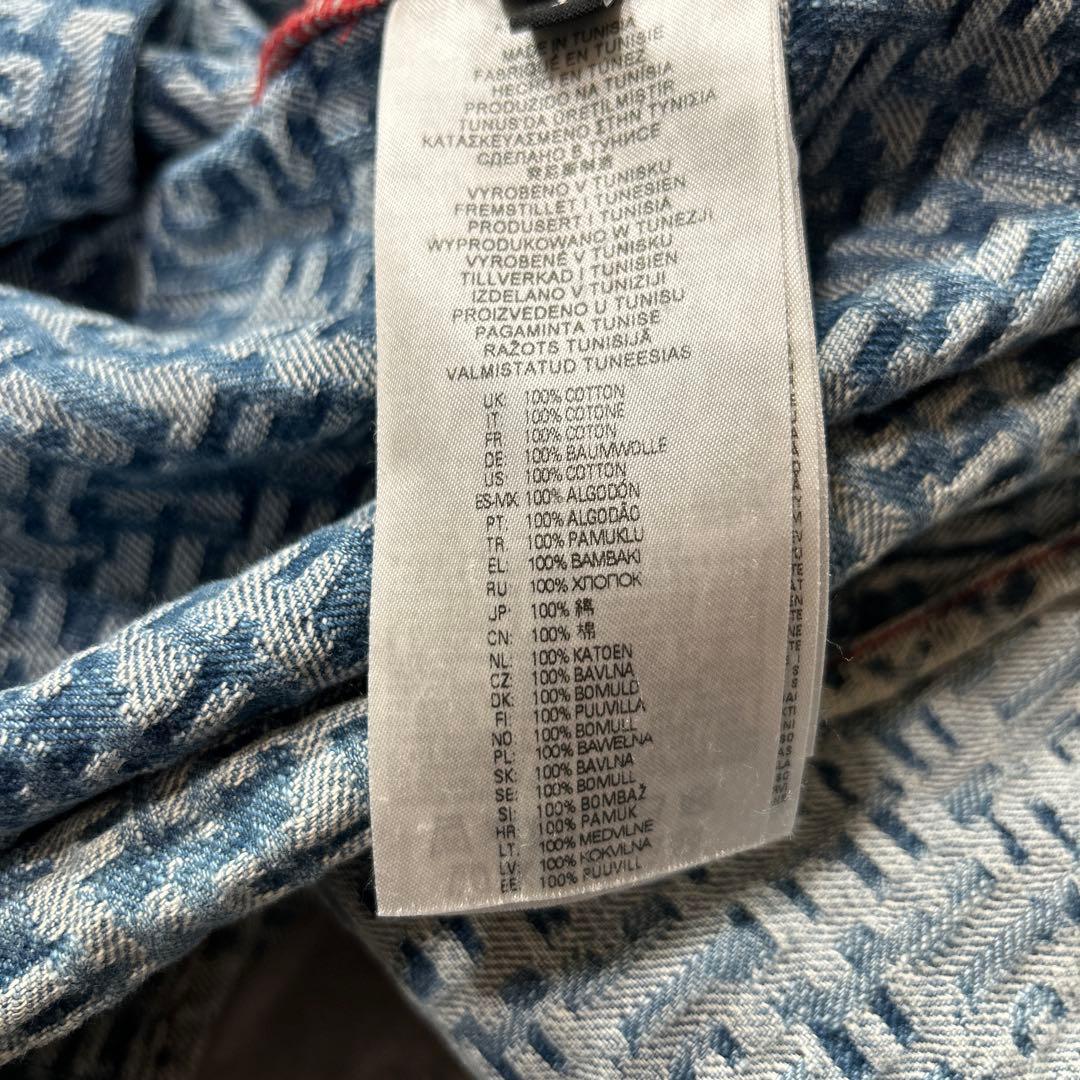 MADE IN TUNISIA
FABRIQUÉ EN TUNISIE
HECHO EN TUNEZ
PRODUZIDO NA TUNISIA
TUNUS'DA ÜRETILMISTIR
ΚΑΤΑΣΚΕΥΑΣΜΕΝΟ ΣΤΗΝ ΤΥΝΙΣΙΑ
СДЕЛАНО В ТУНИСЕ
VYROBENO V TUNISKU
FREMSTILLET I TUNESIEN
PRODUSERT I TUNISIA
WYPRODUKOWANO W TUNEZJI
VYROBENÉ V TUNISKU
TILLVERKAD I TUNISIEN
IZDELANO V TUNIZIJI
PROIZVEDENO U TUNISU
PAGAMINTA TUNISE
RAŽOTS TUNISIJĀ
VALMISTATUD TUNEESIAS
UK: 100% COTTON
IT 100% COTONE
FR: 100% COTON
DE: 100% BAUMWOLLE
US: 100% COTTON
ES-MX: 100% ALGODÓN
PT: 100% ALGODÃO
TR: 100% PAMUKLU
EL: 100% BAMBAKI
RU 100% ХЛОПОК
JP: 100% 綿
CN: 100% 棉
NL: 100% KATOEN
CZ: 100% BAVLNA
DK: 100% BOMULD
FI: 100% PUUVILLA
NO: 100% BOMULL
PL: 100% BAWEŁNA
SK: 100% BAVLNA
SE: 100% BOMULL
SI: 100% BOMBAŽ
HR: 100% PAMUK
LT: 100% MEDVILNE
LV: 100% KOKVILNA
EE: 100% PUUVILL